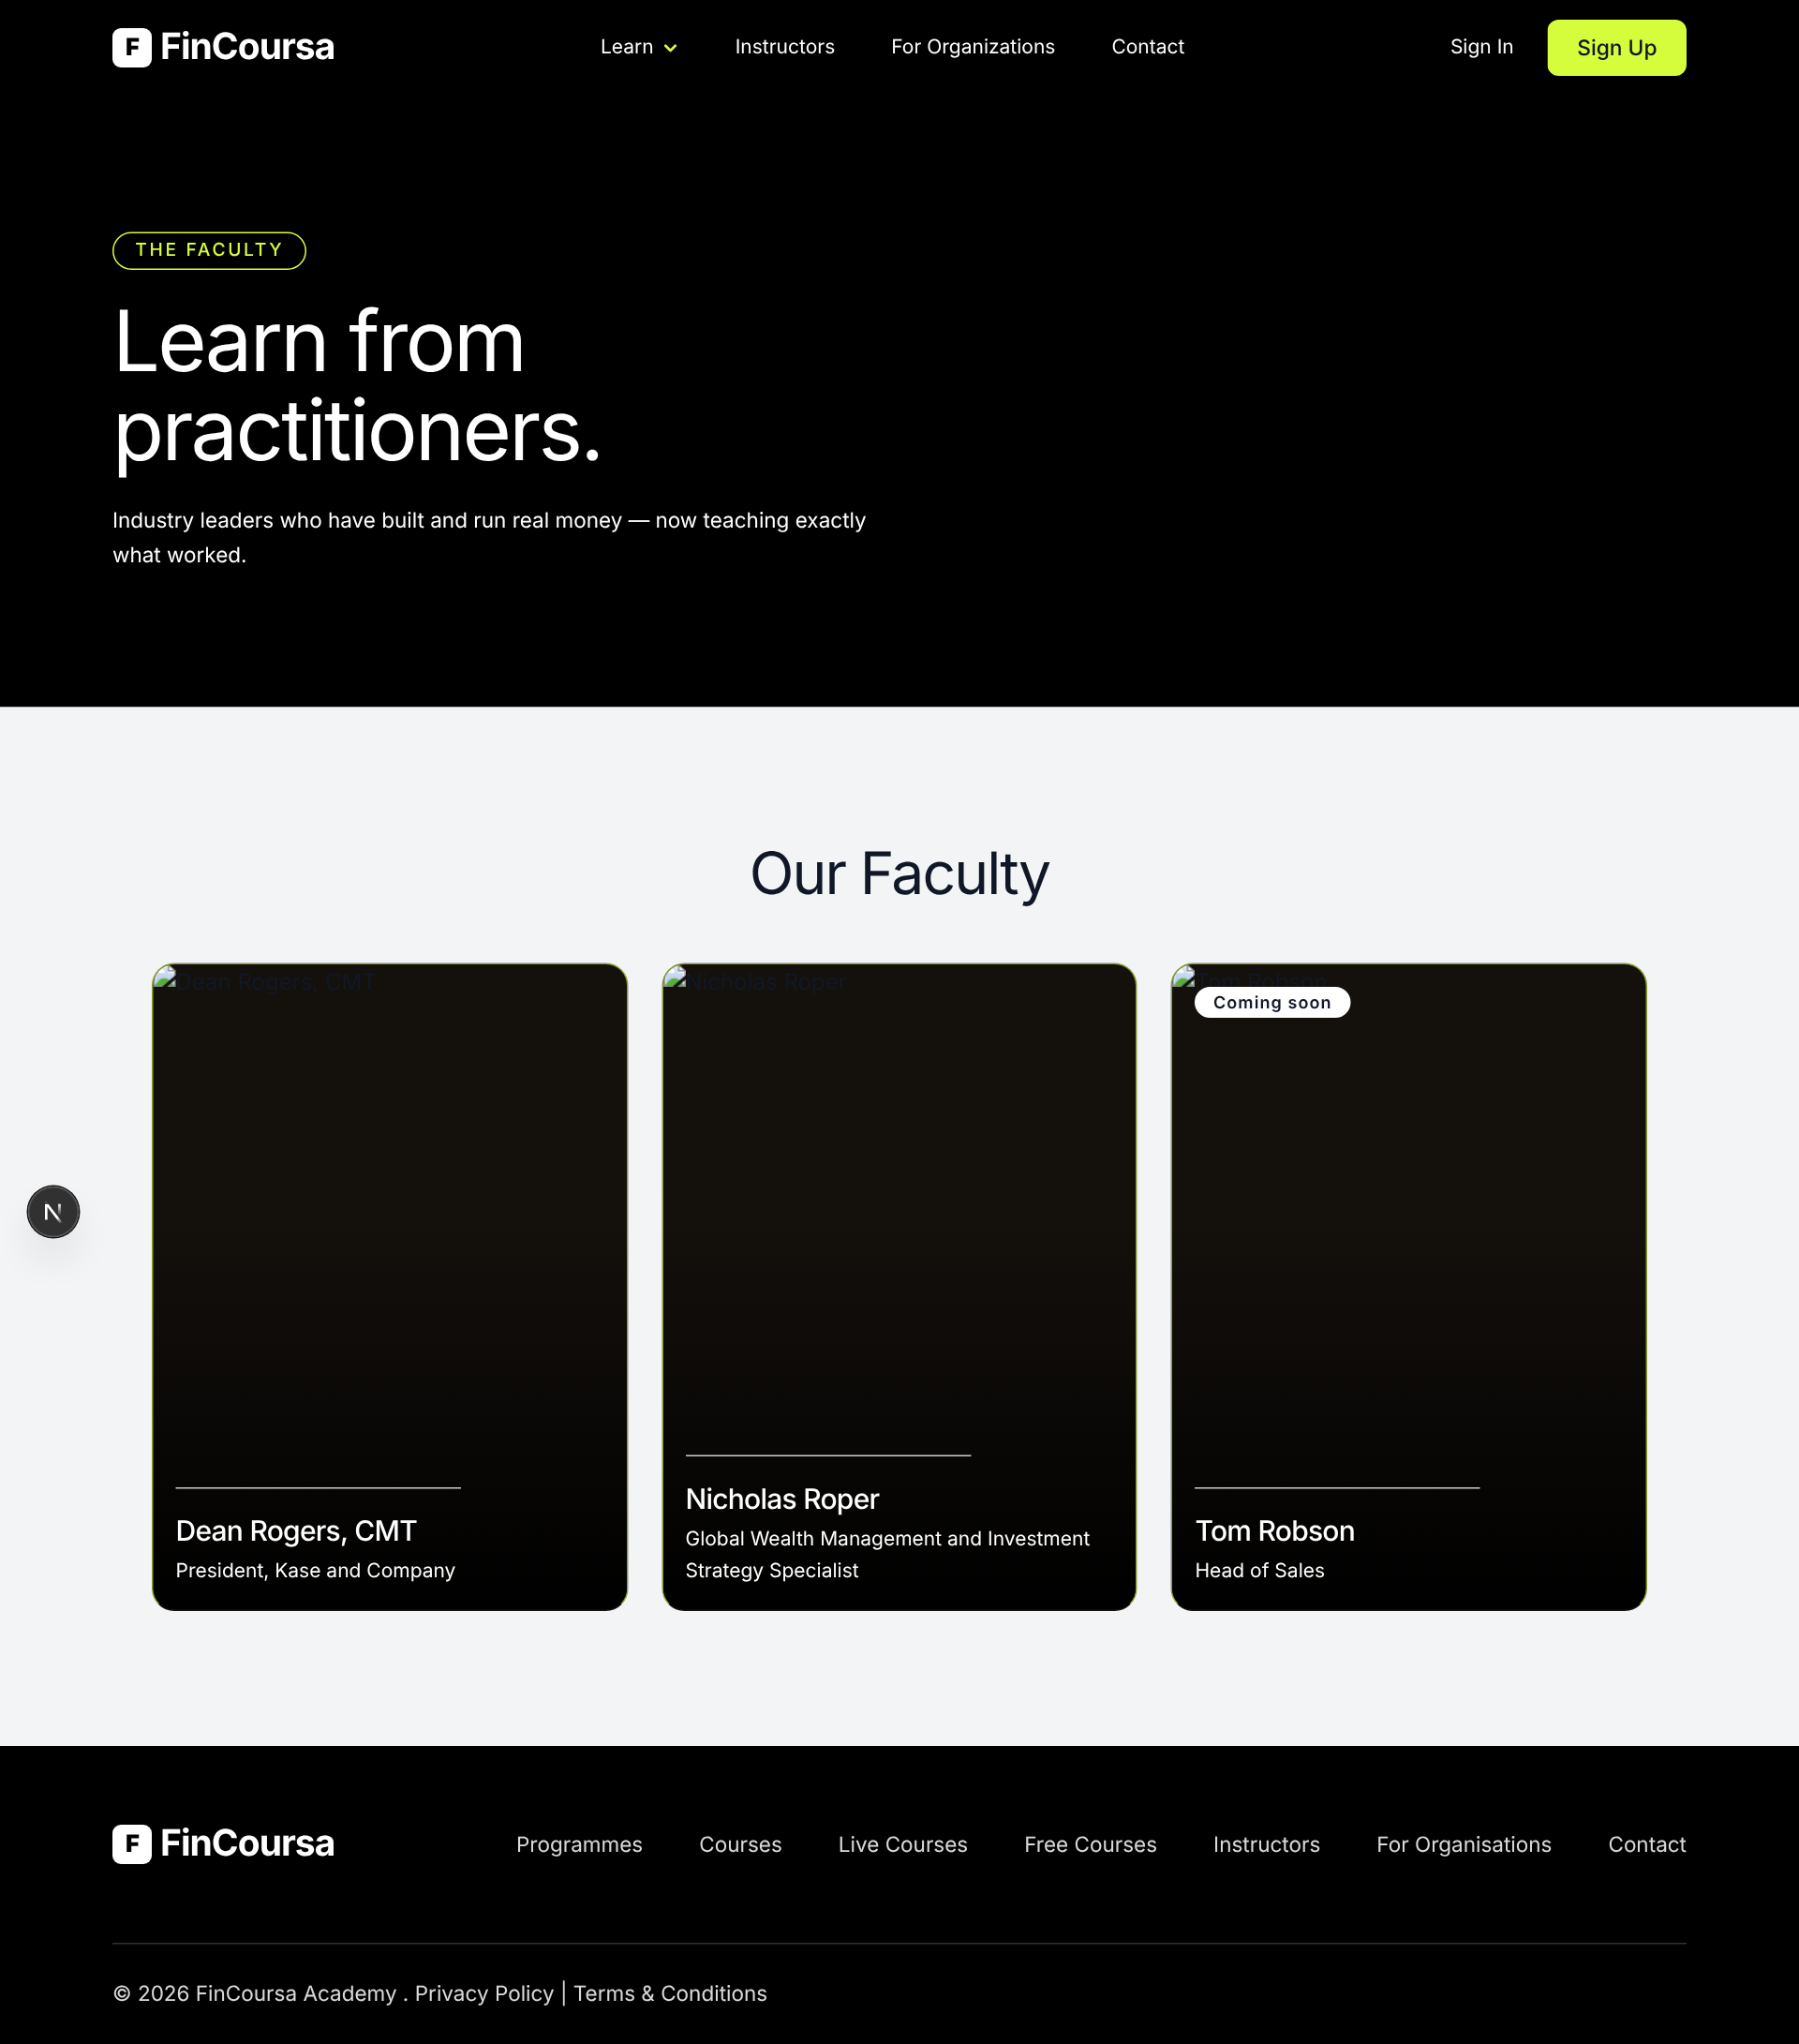 F FinCoursa
Learn
Instructors
For Organizations
Contact
Sign In
Sign Up
THE FACULTY
Learn from
practitioners.
Industry leaders who have built and run real money — now teaching exactly
what worked.
Our Faculty
Dean Rogers, CMT
Nicholas Roper
Tom Robson
Coming soon
Dean Rogers, CMT
President, Kase and Company
Nicholas Roper
Global Wealth Management and Investment
Strategy Specialist
Tom Robson
Head of Sales
N
F FinCoursa
Programmes
Courses
Live Courses
Free Courses
Instructors
For Organisations
Contact
© 2026 FinCoursa Academy . Privacy Policy | Terms & Conditions